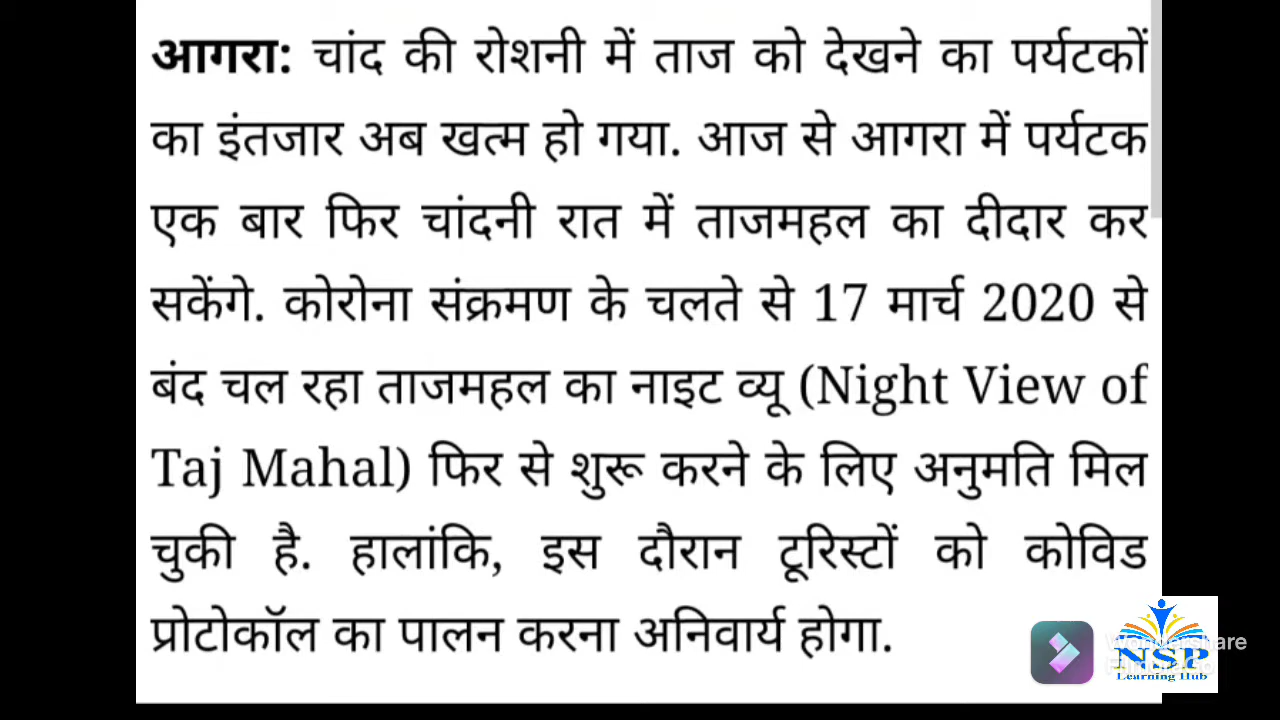 आगरा: चांद की रोशनी में ताज को देखने का पर्यटकों
का इंतजार अब खत्म हो गया. आज से आगरा में पर्यटक
एक बार फिर चांदनी रात में ताजमहल का दीदार कर
सकेंगे. कोरोना संक्रमण के चलते से 17 मार्च 2020 से
बंद चल रहा ताजमहल का नाइट व्यू (Night View of
Taj Mahal) फिर से शुरू करने के लिए अनुमति मिल
चुकी है. हालांकि, इस दौरान टूरिस्टों को कोविड
प्रोटोकॉल का पालन करना अनिवार्य होगा.
Wondershare
NSP
Learning Hub